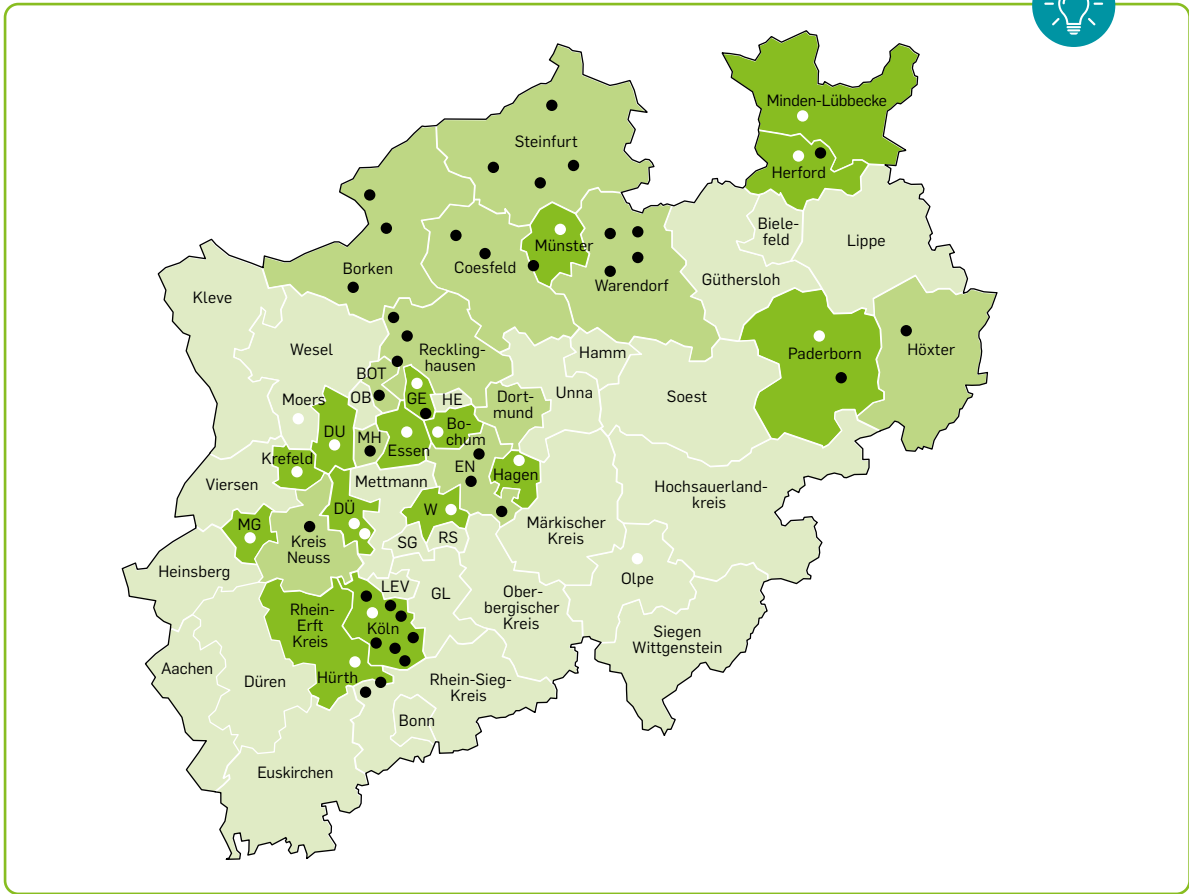 Minden-Lübbecke
Steinfurt
Herford
Biele-
feld
Lippe
Münster
Borken
Coesfeld
Warendorf
Güthersloh
Kleve
Wesel
Reckling-
hausen
Hamm
Paderborn
Höxter
BOT
OB
Moers
GE
HE
Dort-
mund
Unna
Soest
DU
MH
Essen
Bo-
chum
Krefeld
EN
Hagen
Viersen
Mettmann
Hochsauerland-
kreis
MG
DÜ
W
Kreis
Neuss
SG
RS
Märkischer
Kreis
Heinsberg
Olpe
LEV
GL
Ober-
bergischer
Kreis
Rhein-
Erft
Kreis
Köln
Siegen
Wittgenstein
Aachen
Düren
Hürth
Rhein-Sieg-
Kreis
Bonn
Euskirchen